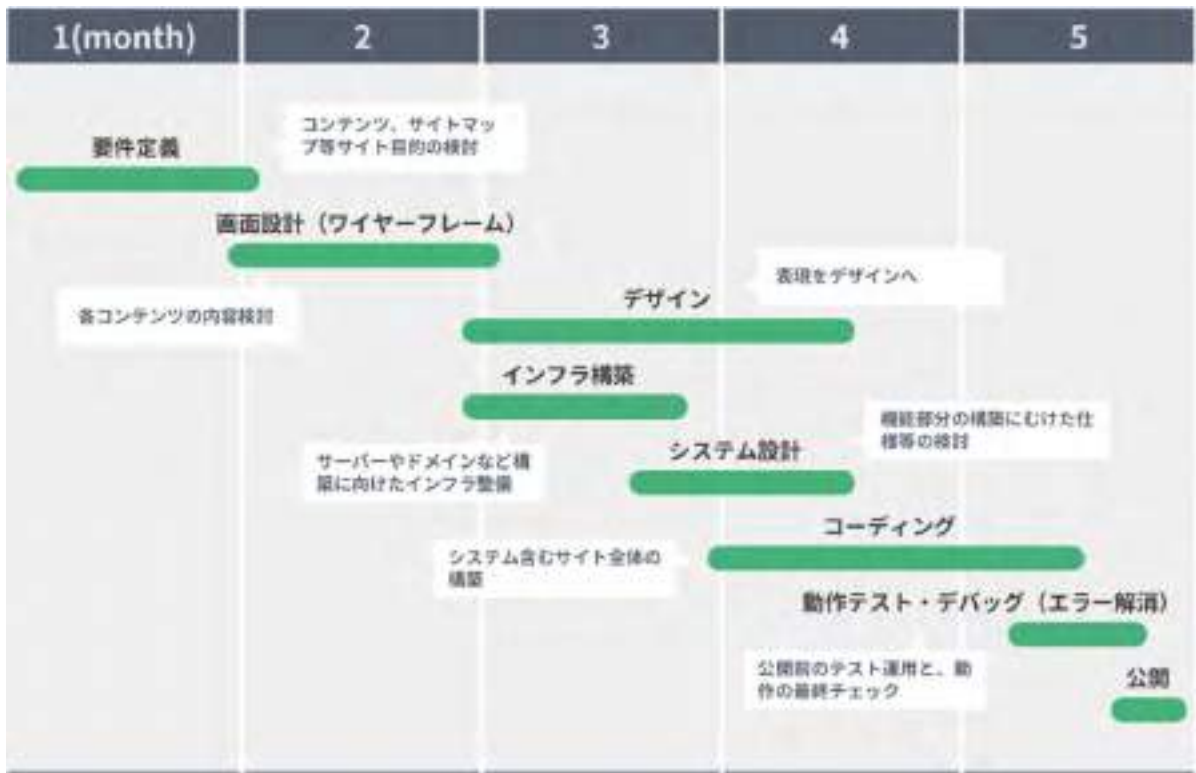 1(month) 2 3 4 5
コンテンツ、サイトマッ
プ等サイト目的の検討
要件定義
画面設計（ワイヤーフレーム）
表現をデザインへ
各コンテンツの内容検討
デザイン
インフラ構築
機能部分の構築にむけた仕
様等の検討
システム設計
サーバーやドメインなど構
築に向けたインフラ整備
コーディング
システム含むサイト全体の
構築
動作テスト・デバッグ（エラー解消）
公開前のテスト運用と、動
作の最終チェック
公開